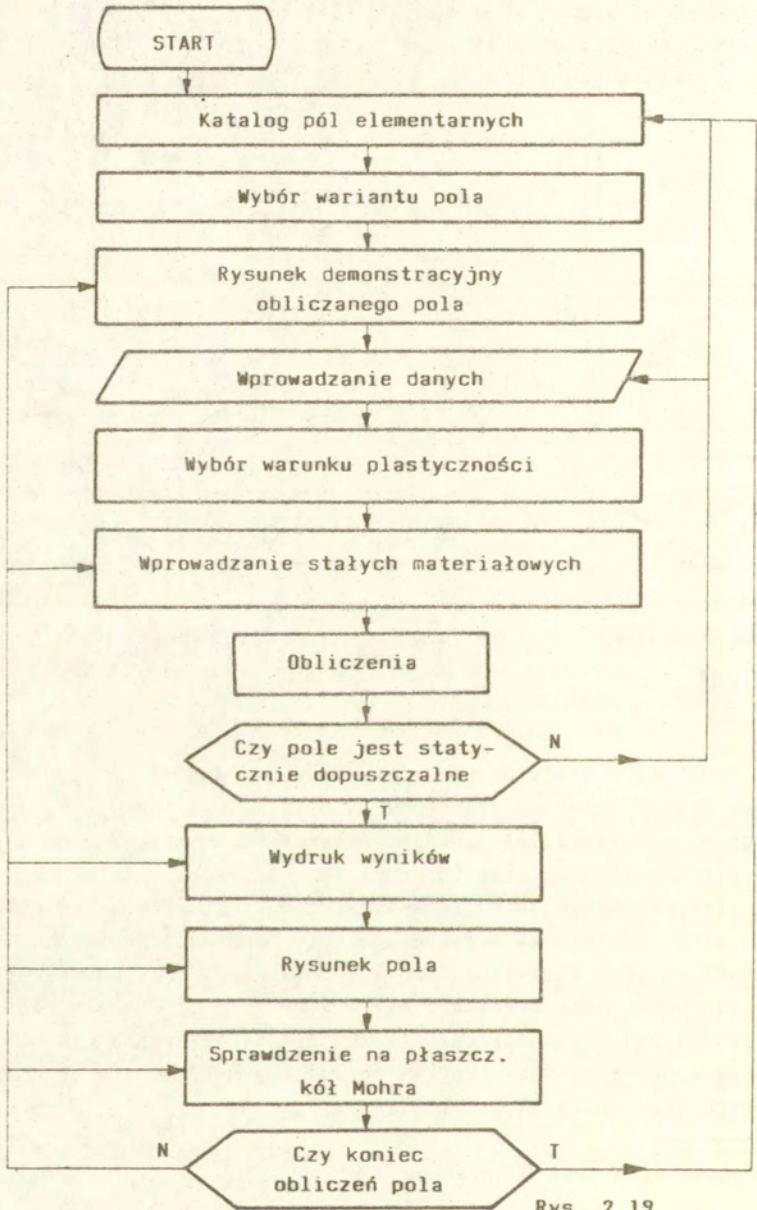 START
Katalog pól elementarnych
Wybór wariantu pola
Rysunek demonstracyjny
obliczanego pola
Wprowadzanie danych
Wybór warunku plastyczności
Wprowadzanie stałych materiałowych
Obliczenia
Czy pole jest staty-
cznie dopuszczalne
N
T
Wydruk wyników
Rysunek pola
Sprawdzenie na płaszcz.
kół Mohra
N
Czy koniec
obliczeń pola
T
Rys. 2.19